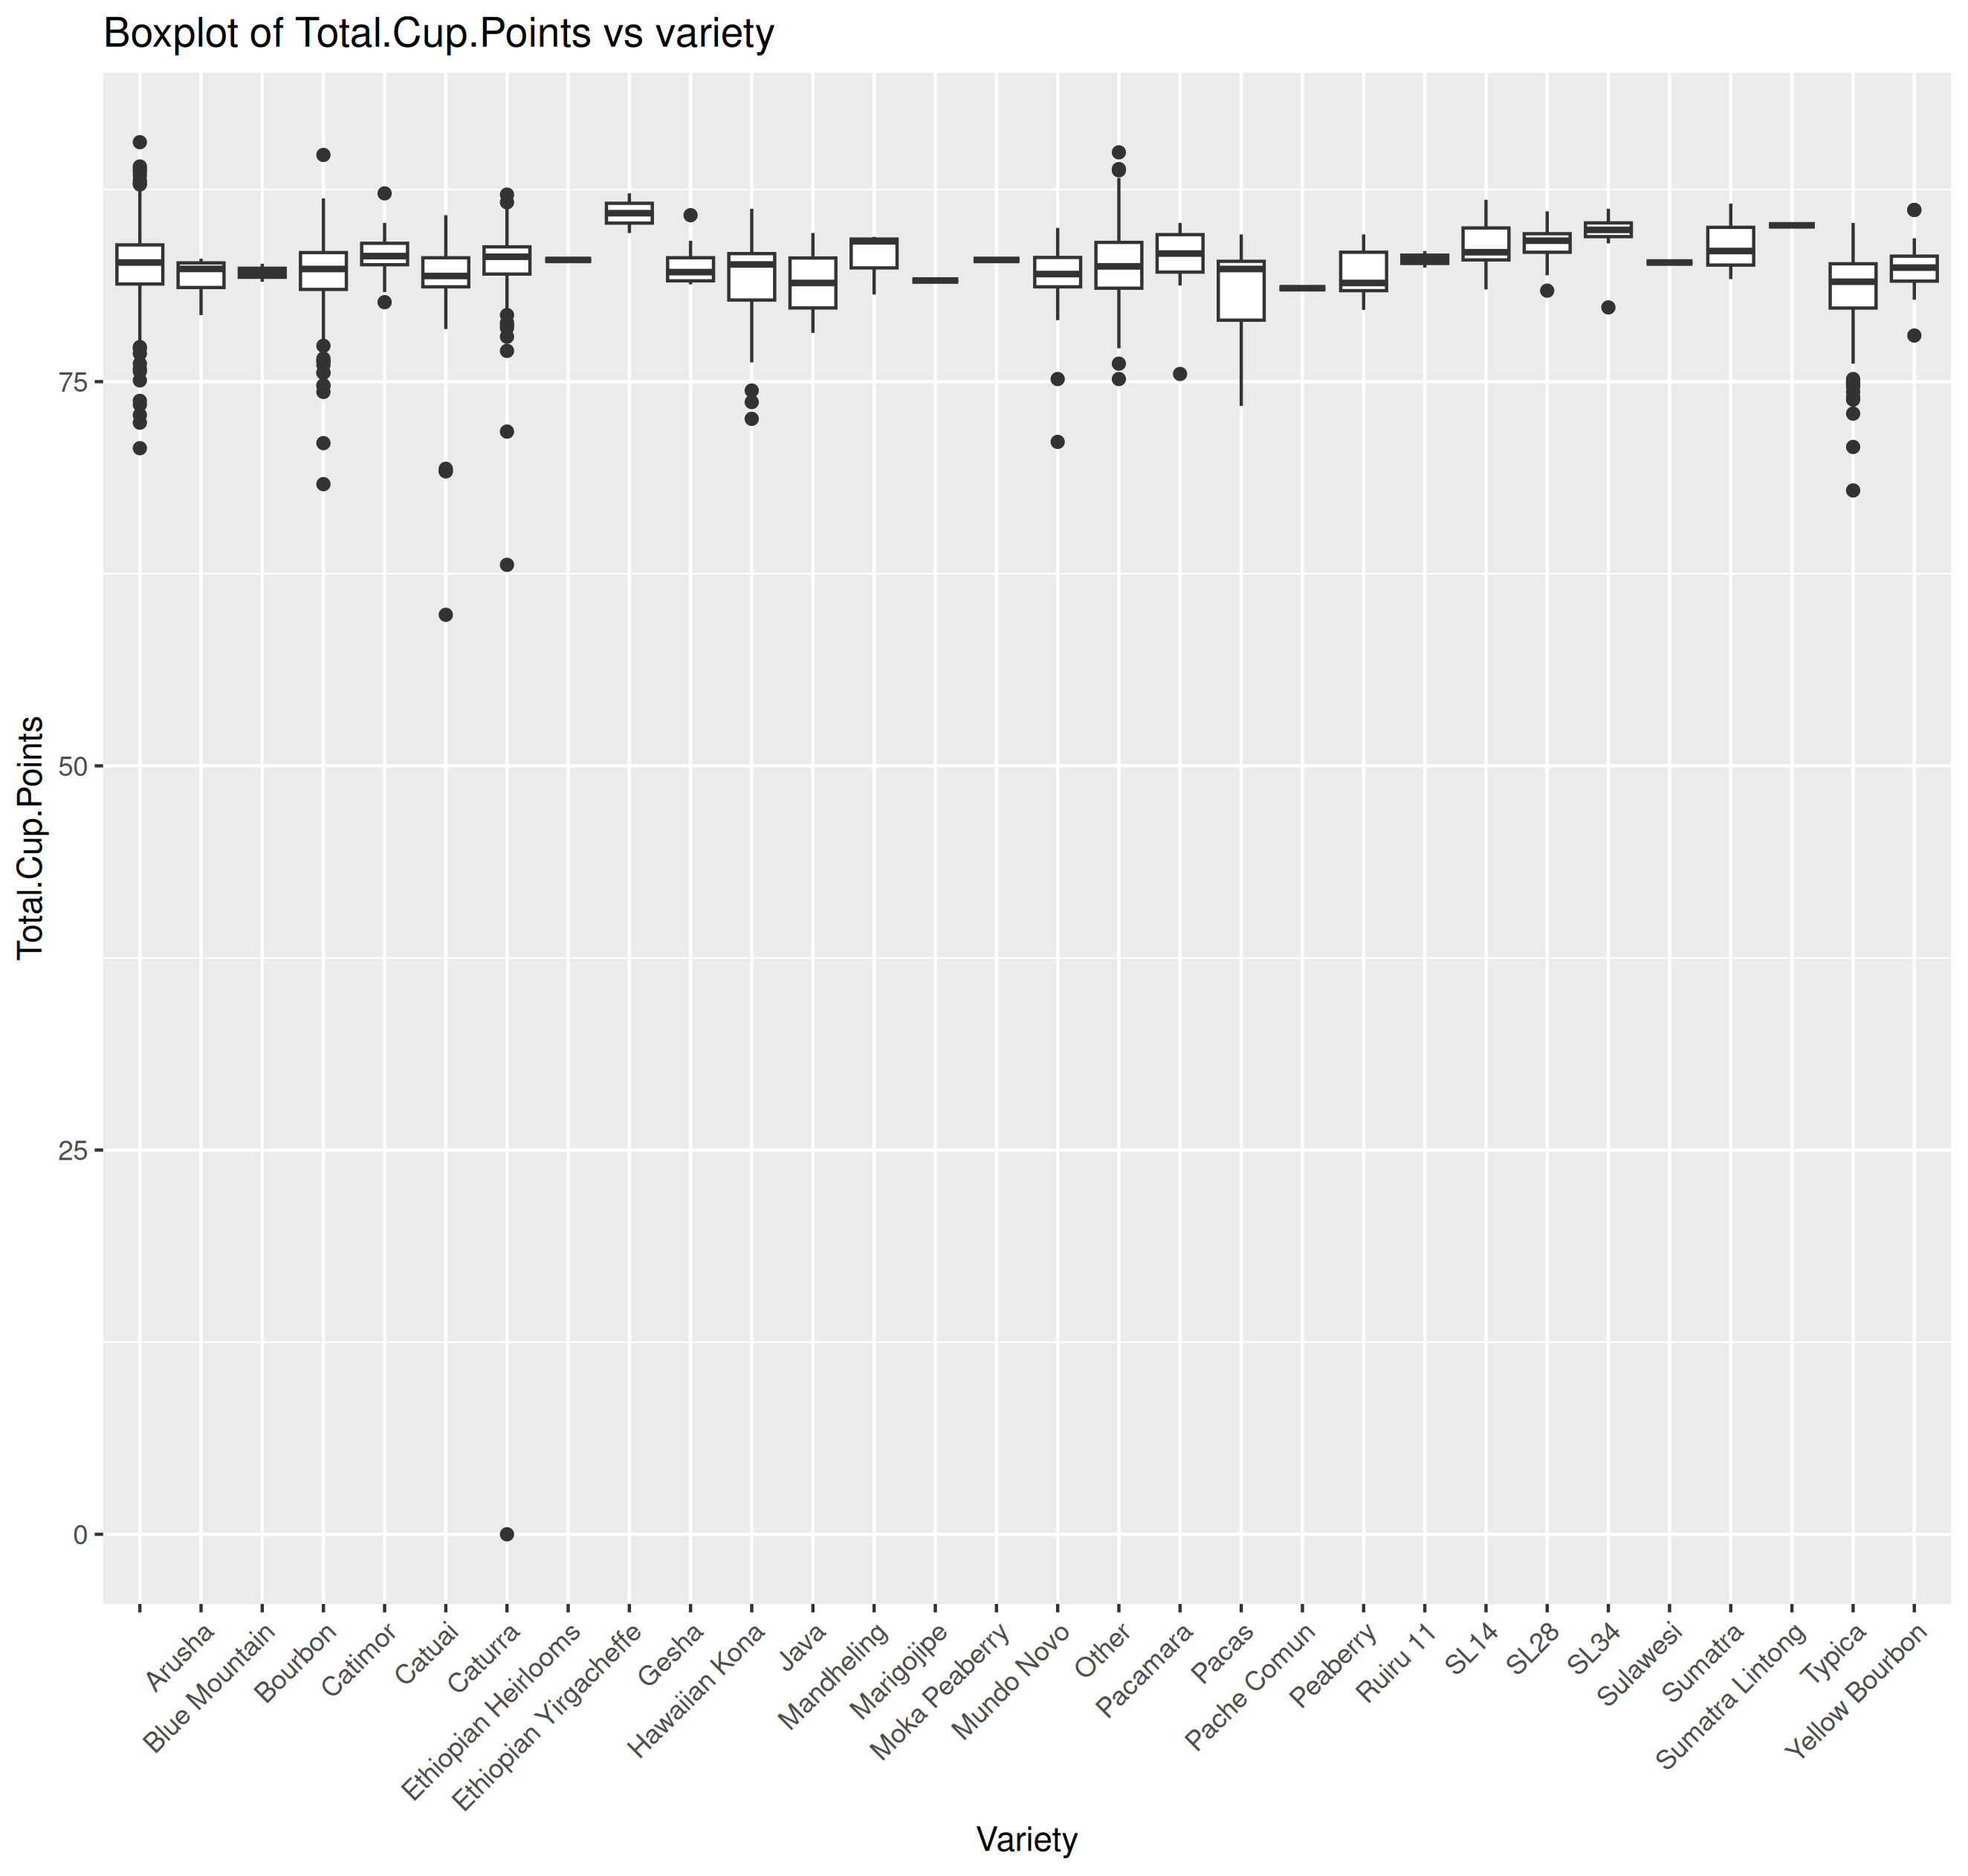 Boxplot of Total.Cup.Points vs variety
Total.Cup.Points
75
50
25
0
Arusha
Blue Mountain
Bourbon
Catimor
Catuai
Caturra
Ethiopian Heirlooms
Ethiopian Yirgacheffe
Gesha
Hawaiian Kona
Java
Mandheling
Marigojipe
Moka Peaberry
Mundo Novo
Other
Pacamara
Pacas
Pache Comun
Peaberry
Ruiru 11
SL14
SL28
SL34
Sulawesi
Sumatra
Sumatra Lintong
Typica
Yellow Bourbon
Variety